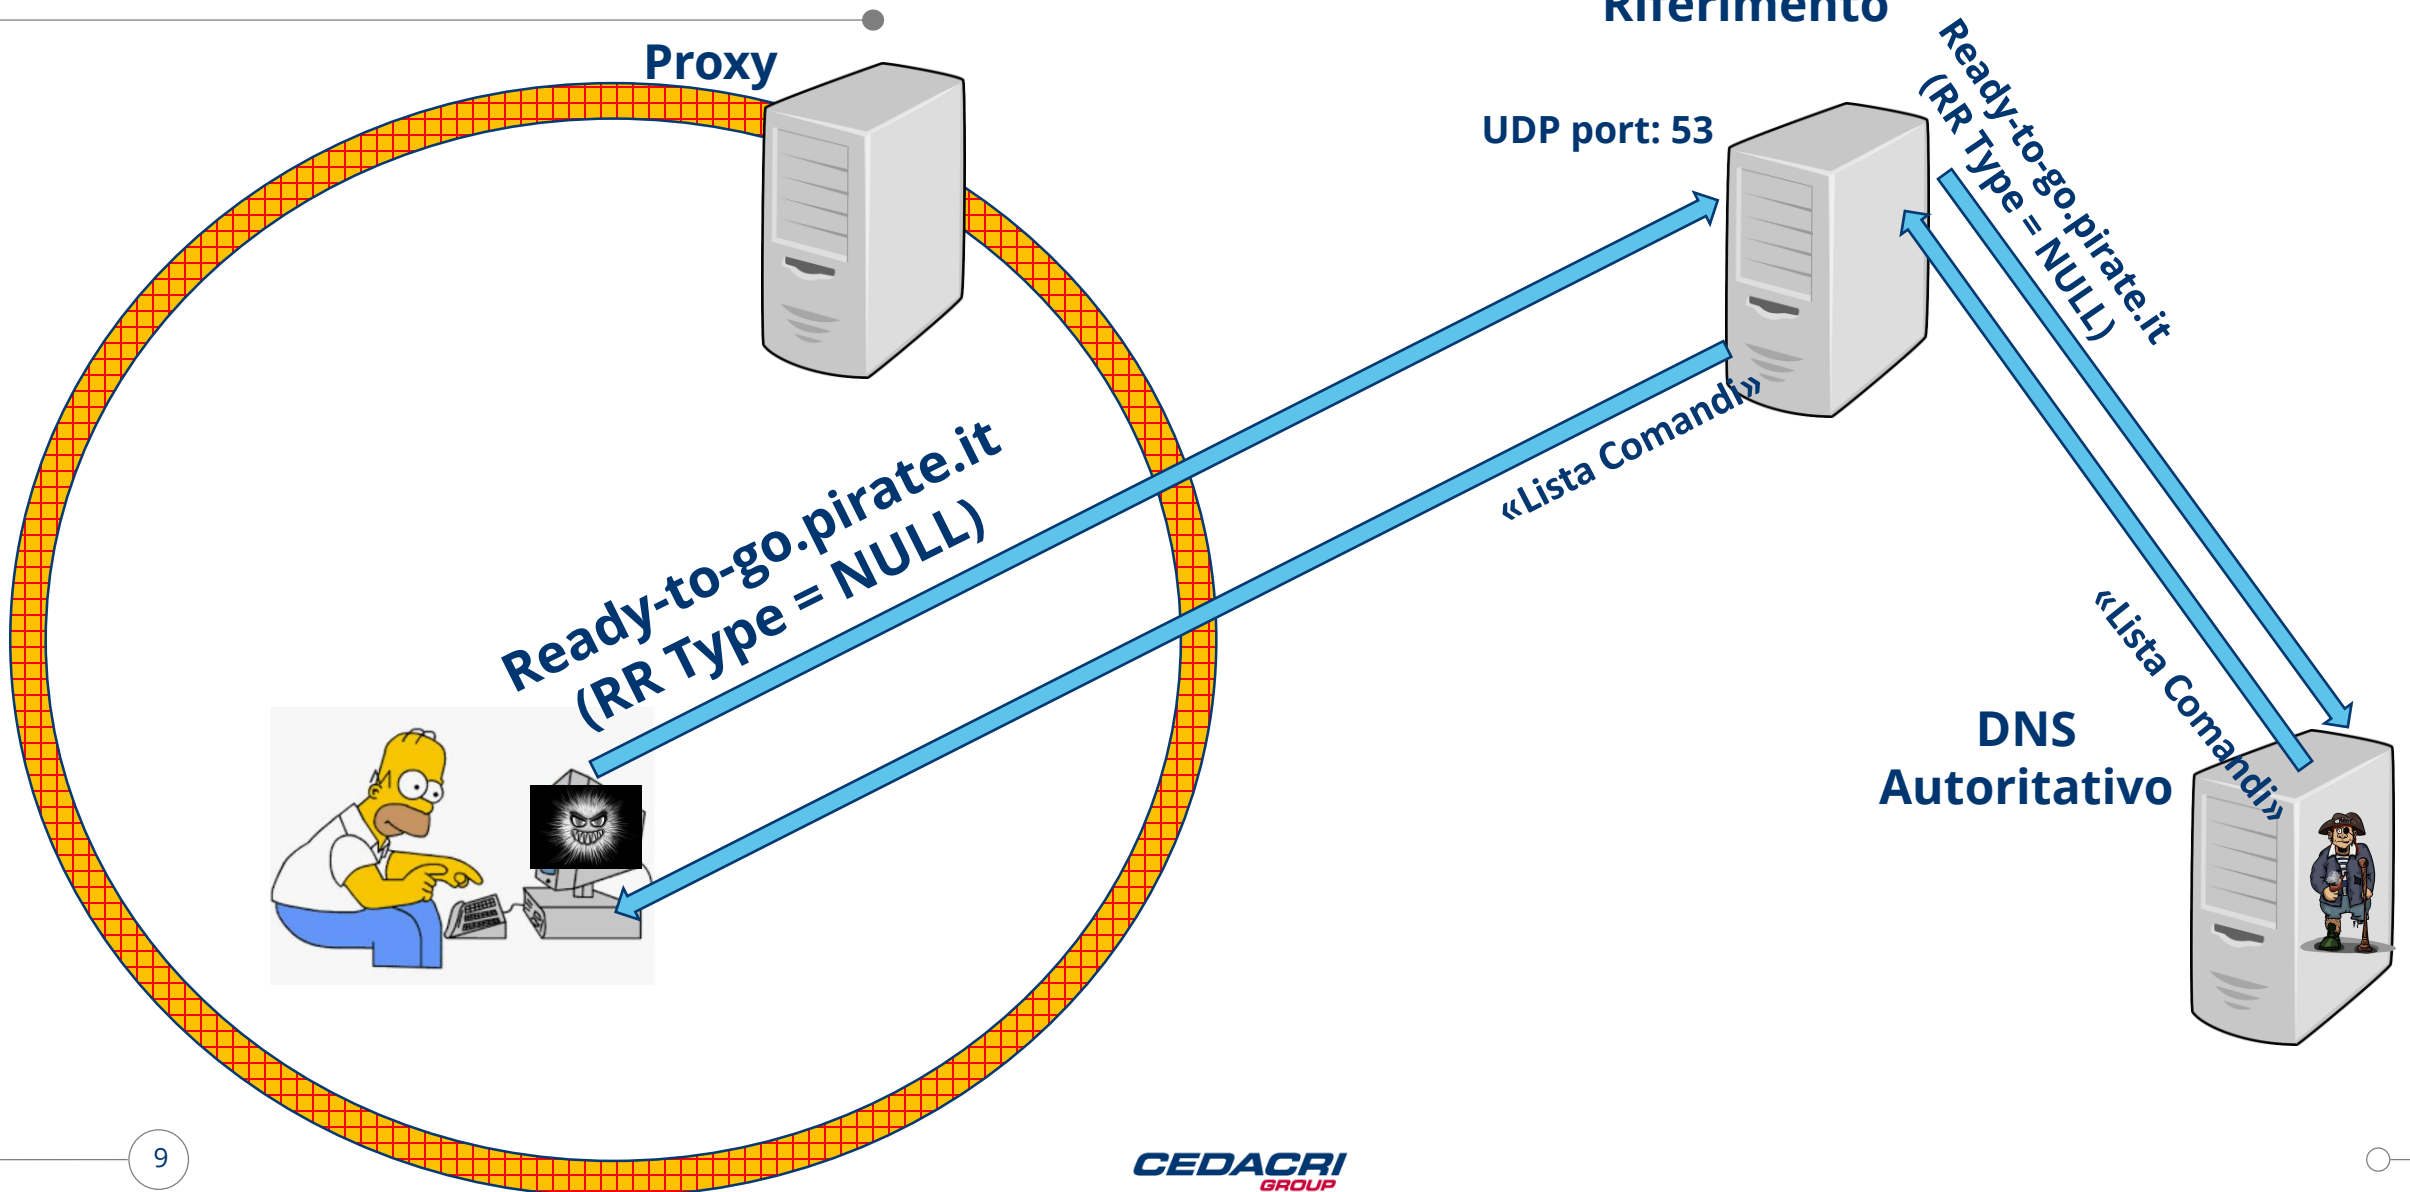 Riferimento
Proxy
UDP port: 53
Ready-to-go.pirate.it
(RR Type = NULL)
Ready-to-go.pirate.it
(RR Type = NULL)
«Lista Comandi»
«Lista Comandi»
DNS
Autoritativo
9
CEDACRI
GROUP